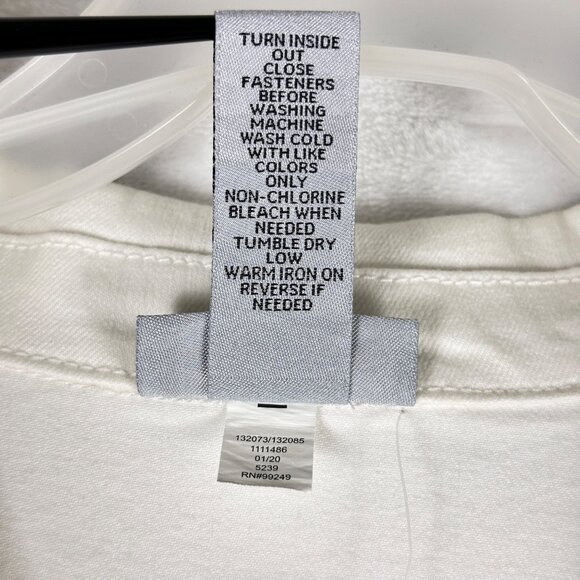 TURN INSIDE
OUT
CLOSE
FASTENERS
BEFORE
WASHING
MACHINE
WASH COLD
WITH LIKE
COLORS
ONLY
NON-CHLORINE
BLEACH WHEN
NEEDED
TUMBLE DRY
LOW
WARM IRON ON
REVERSE IF
NEEDED
132073/132085
1111486
01/20
5239
RN#99249